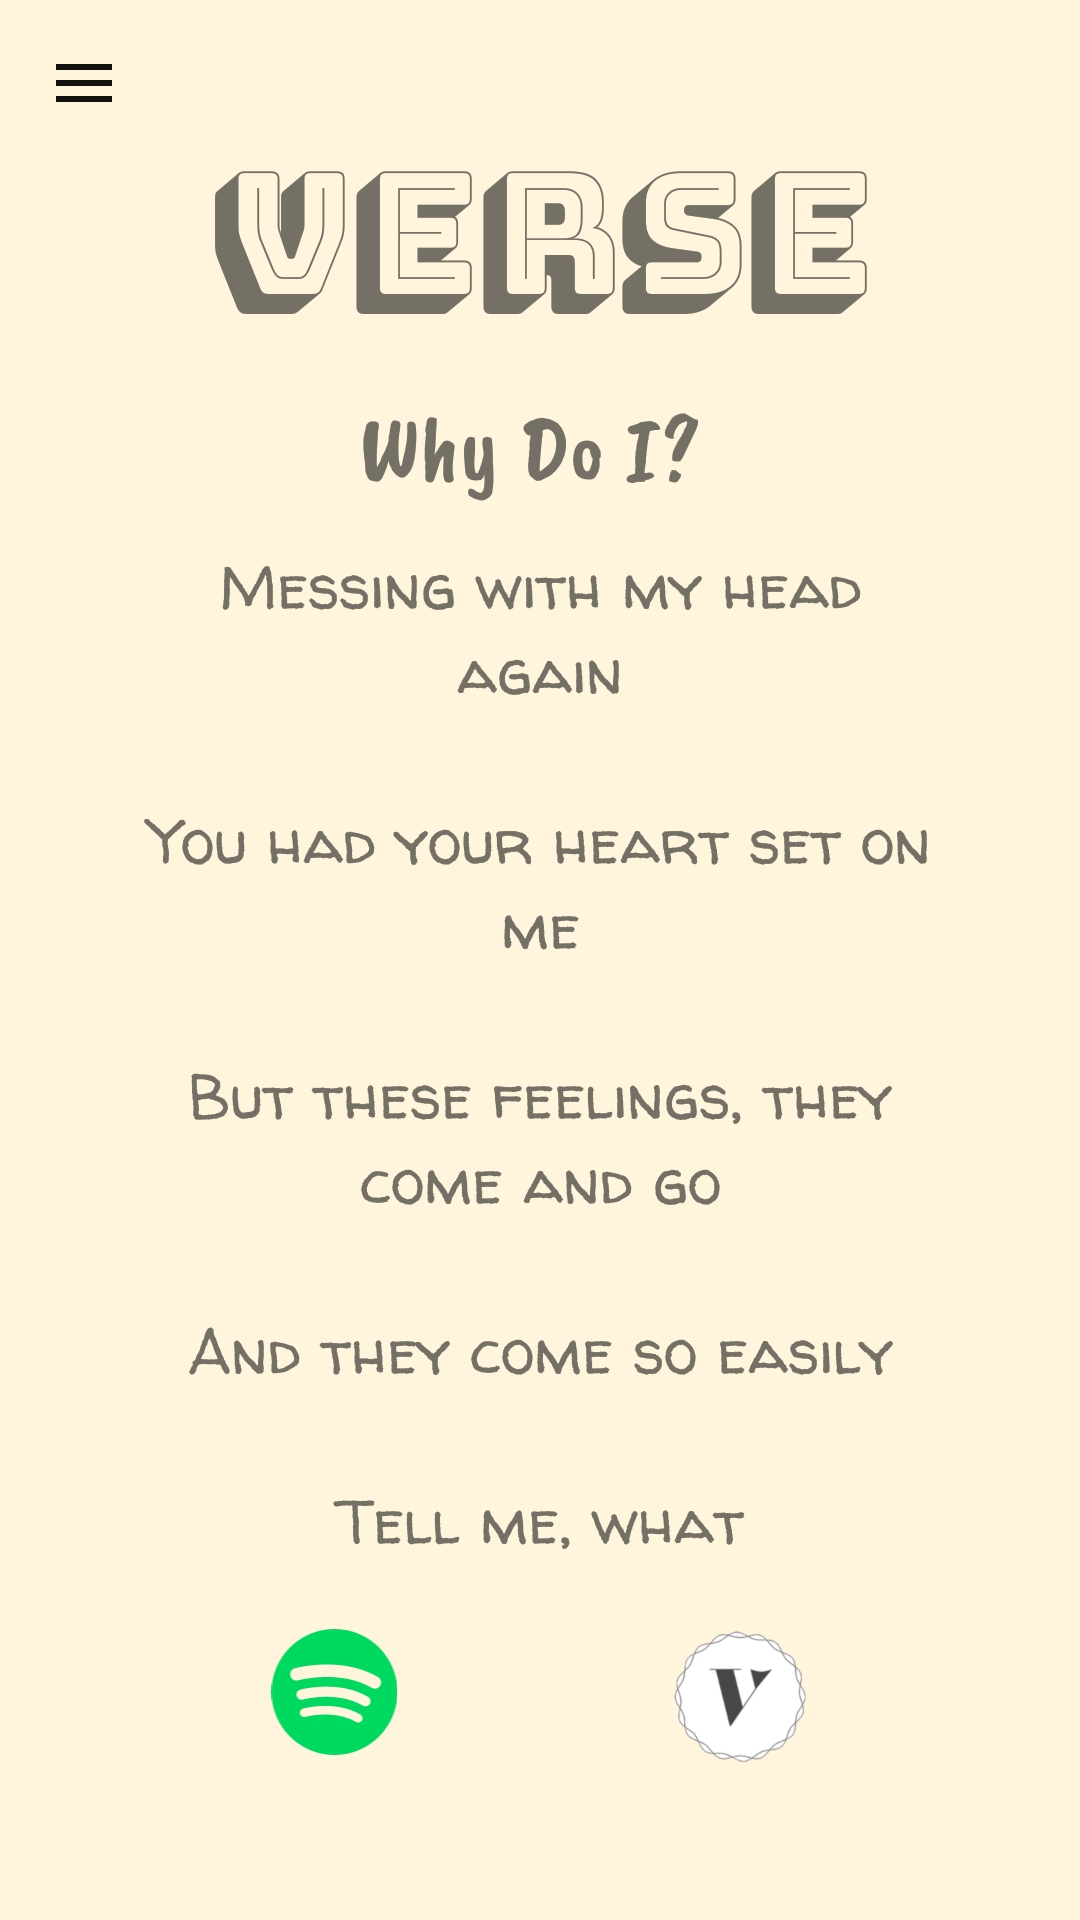 VERSE
Why Do I?
Messing with my head
again
You had your heart set on
me
But these feelings, they
come and go
And they come so easily
Tell me, what
V